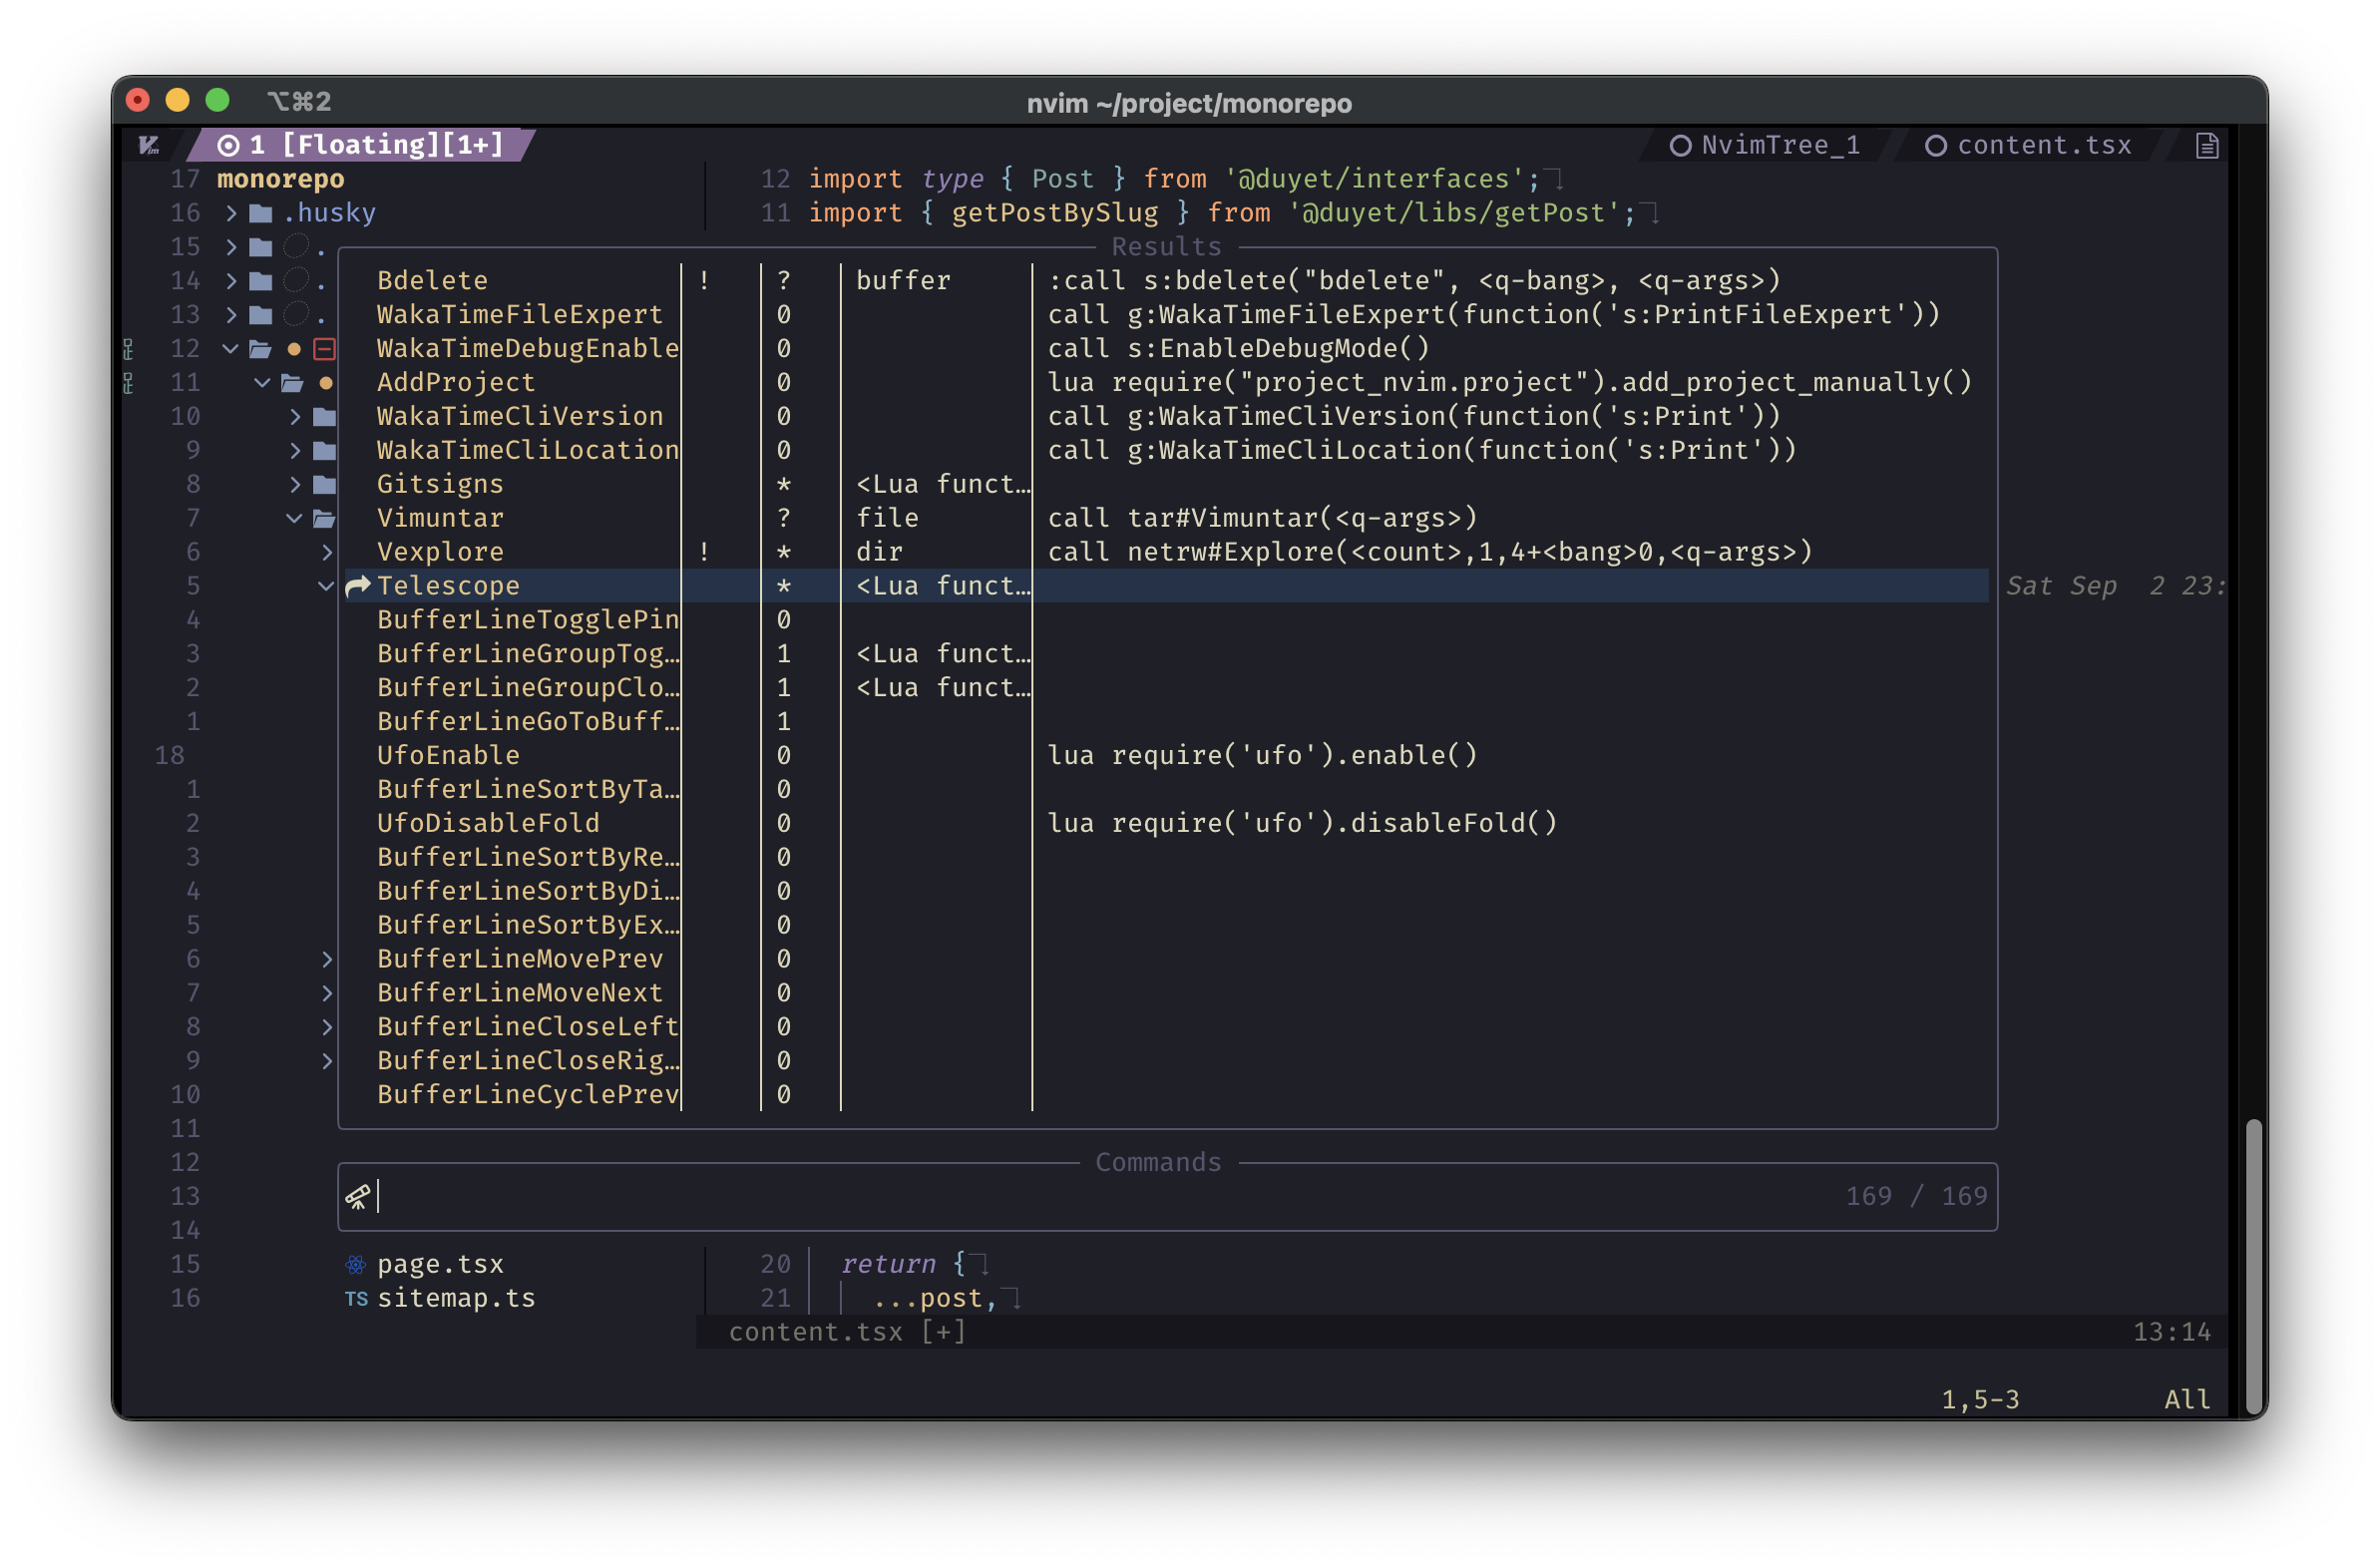 ⌥⌘2 nvim ~/project/monorepo
1 [Floating][1+] NvimTree_1 content.tsx
17 monorepo 12 import type { Post } from '@duyet/interfaces';
16 .husky 11 import { getPostBySlug } from '@duyet/libs/getPost';
15 . Results
14 . Bdelete ! ? buffer :call s:bdelete("bdelete", <q-bang>, <q-args>)
13 . WakaTimeFileExpert 0 call g:WakaTimeFileExpert(function('s:PrintFileExpert'))
12 WakaTimeDebugEnable 0 call s:EnableDebugMode()
11 AddProject 0 lua require("project_nvim.project").add_project_manually()
10 WakaTimeCliVersion 0 call g:WakaTimeCliVersion(function('s:Print'))
9 WakaTimeCliLocation 0 call g:WakaTimeCliLocation(function('s:Print'))
8 Gitsigns * <Lua funct…
7 Vimuntar ? file call tar#Vimuntar(<q-args>)
6 Vexplore ! * dir call netrw#Explore(<count>,1,4+<bang>0,<q-args>)
5 Telescope * <Lua funct… Sat Sep  2 23:
4 BufferLineTogglePin 0
3 BufferLineGroupTog… 1 <Lua funct…
2 BufferLineGroupClo… 1 <Lua funct…
1 BufferLineGoToBuff… 1
18 UfoEnable 0 lua require('ufo').enable()
1 BufferLineSortByTa… 0
2 UfoDisableFold 0 lua require('ufo').disableFold()
3 BufferLineSortByRe… 0
4 BufferLineSortByDi… 0
5 BufferLineSortByEx… 0
6 BufferLineMovePrev 0
7 BufferLineMoveNext 0
8 BufferLineCloseLeft 0
9 BufferLineCloseRig… 0
10 BufferLineCyclePrev 0
11
12 Commands
13 169 / 169
14
15 page.tsx 20 return {
16 TS sitemap.ts 21 ...post,
content.tsx [+] 13:14
1,5-3 All